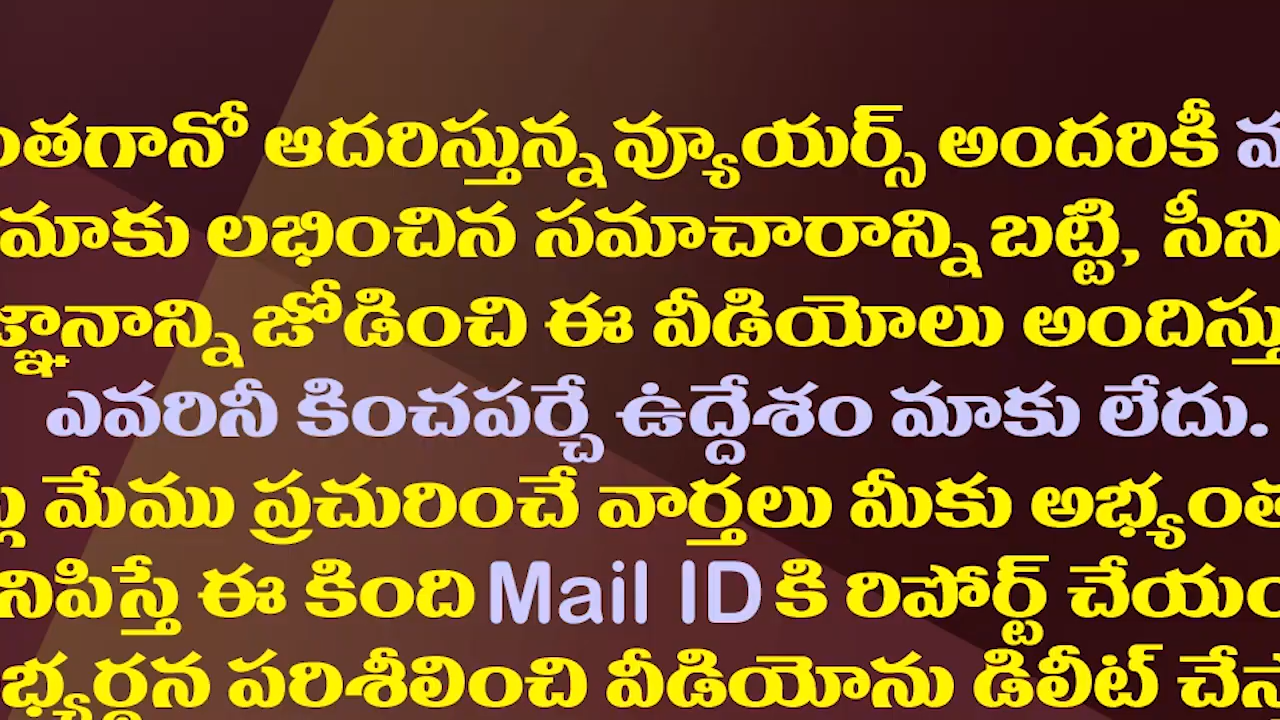 ంతగానో ఆదరిస్తున్న వ్యూయర్స్ అందరికీ
మాకు లభించిన సమాచారాన్ని బట్టి, సీని
జ్ఞానాన్ని జోడించి ఈ వీడియోలు అందిస్తు
ఎవరినీ కించపర్చే ఉద్దేశం మాకు లేదు.
మేము ప్రచురించే వార్తలు మీకు అభ్యంత
నిపిస్తే ఈ కింది Mail ID కి రిపోర్ట్ చేయం
భ్యర్థన పరిశీలించి వీడియోను డిలీట్ చేస